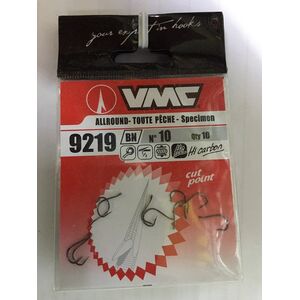 your expert in hooks
VMC
ALLROUND- TOUTE PÊCHE - Specimen
9219 BN N° 10 Qty 10
Hi carbon
cut
point